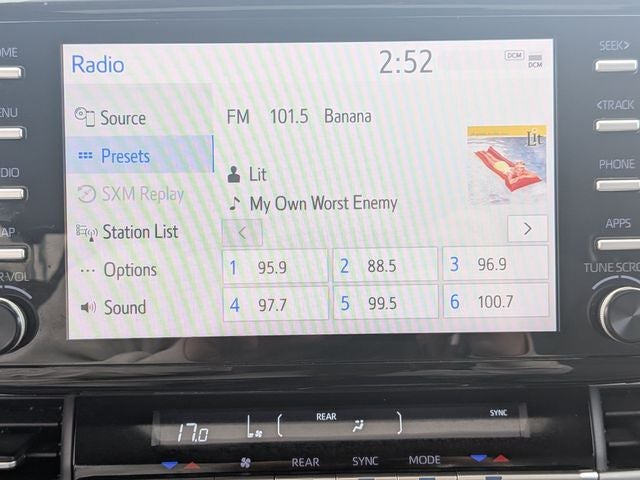 Radio 2:52 DCM DCM
SEEK>
<TRACK
PHONE
APPS
TUNE SCRO
Source
Presets
SXM Replay
Station List
Options
Sound
FM 101.5 Banana
Lit
Lit
My Own Worst Enemy
< >
1 95.9 2 88.5 3 96.9
4 97.7 5 99.5 6 100.7
OME
ENU
DIO
AP
R·VOL
17.0 REAR SYNC
REAR SYNC MODE